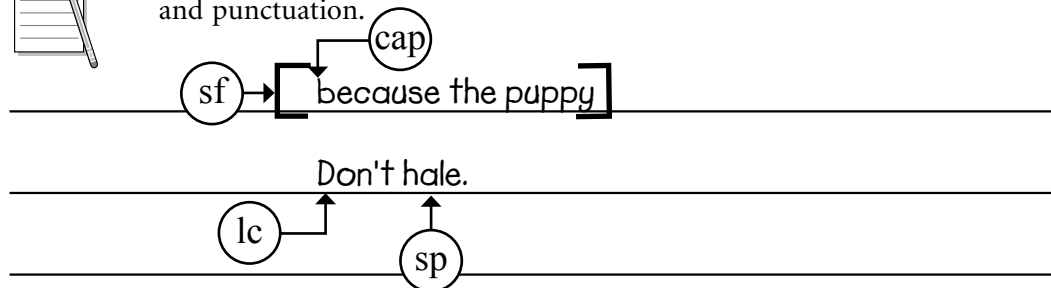 and punctuation.
cap
sf because the puppy
Don't hale.
lc
sp